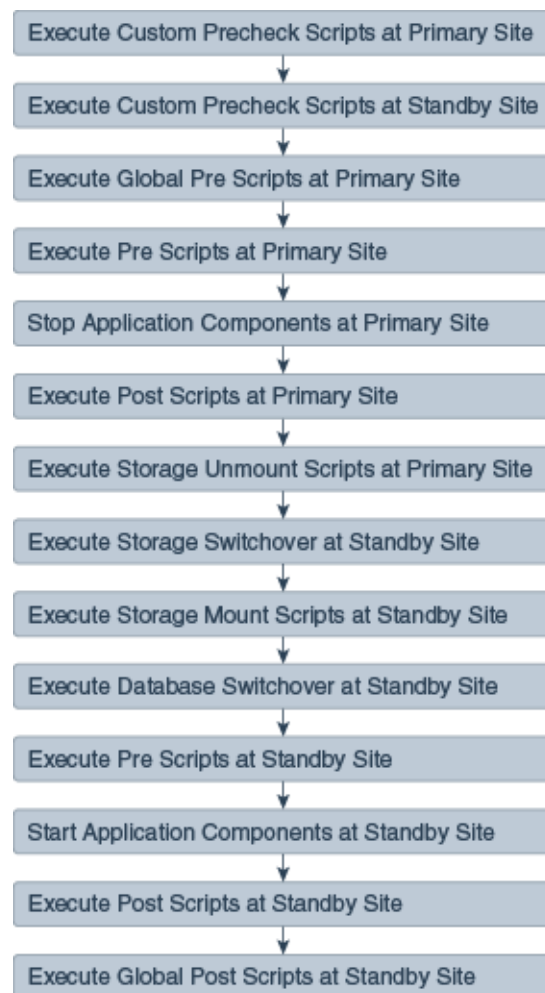 Execute Custom Precheck Scripts at Primary Site
Execute Custom Precheck Scripts at Standby Site
Execute Global Pre Scripts at Primary Site
Execute Pre Scripts at Primary Site
Stop Application Components at Primary Site
Execute Post Scripts at Primary Site
Execute Storage Unmount Scripts at Primary Site
Execute Storage Switchover at Standby Site
Execute Storage Mount Scripts at Standby Site
Execute Database Switchover at Standby Site
Execute Pre Scripts at Standby Site
Start Application Components at Standby Site
Execute Post Scripts at Standby Site
Execute Global Post Scripts at Standby Site